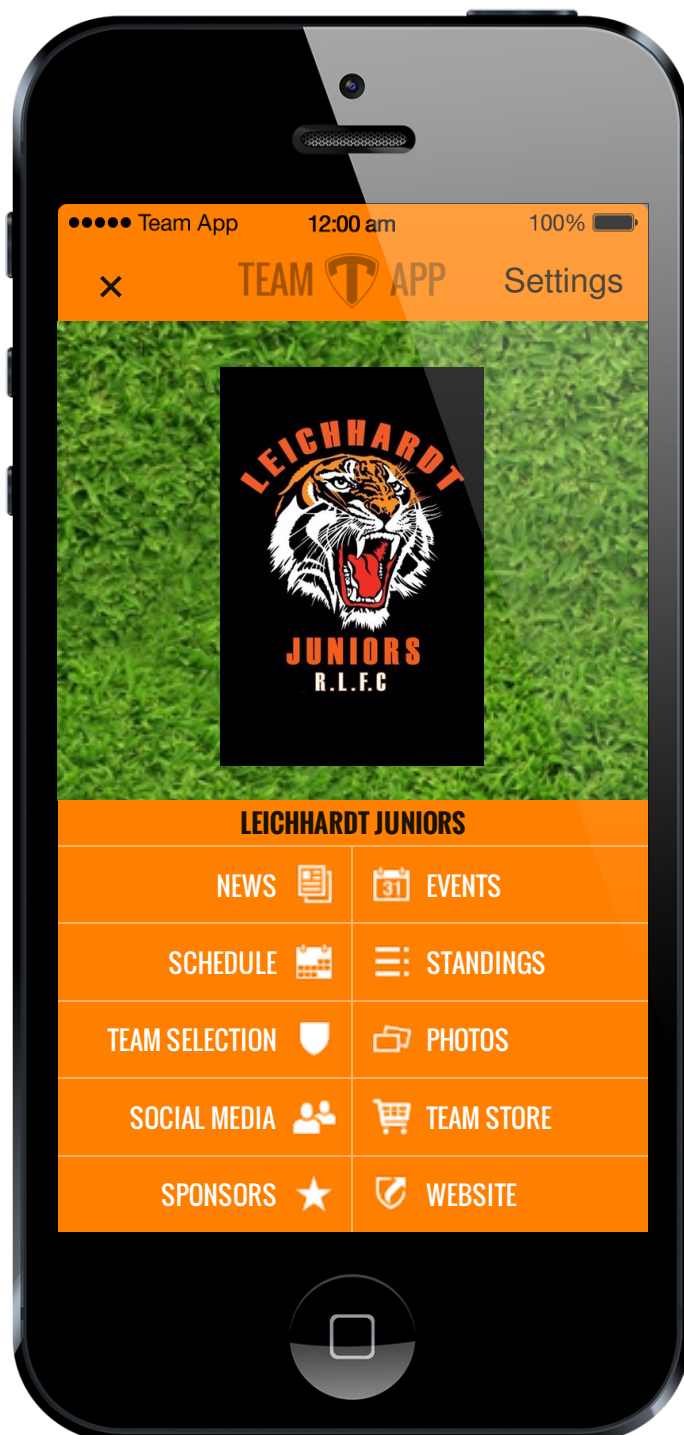 Team App 12:00 am 100%
× TEAM T APP Settings
LEICHHARDT
JUNIORS
R.L.F.C
LEICHHARDT JUNIORS
NEWS 31 EVENTS
SCHEDULE STANDINGS
TEAM SELECTION PHOTOS
SOCIAL MEDIA TEAM STORE
SPONSORS WEBSITE